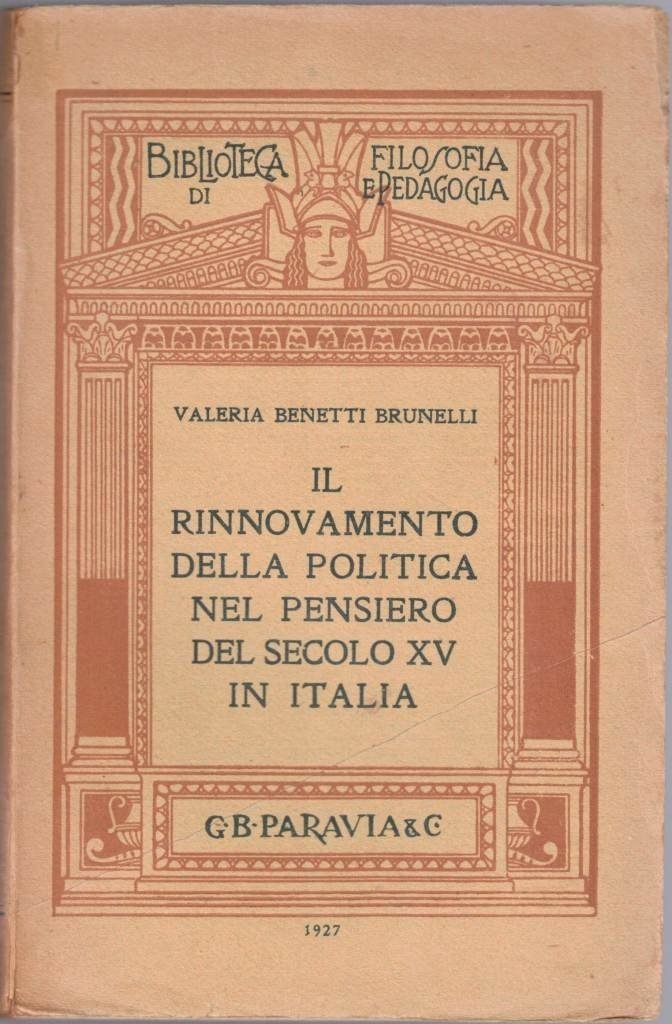 BIBLIOTECA
DI
FILOSOFIA
E PEDAGOGIA
VALERIA BENETTI BRUNELLI
IL
RINNOVAMENTO
DELLA POLITICA
NEL PENSIERO
DEL SECOLO XV
IN ITALIA
G·B·PARAVIA & C
1927